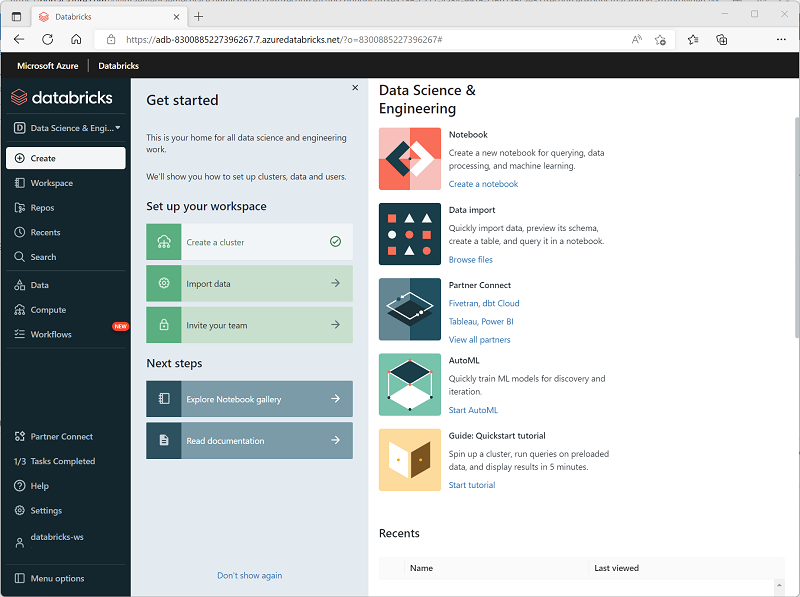 Databricks
https://adb-8300885227396267.7.azuredatabricks.net/?o=8300885227396267#
Microsoft Azure
Databricks
databricks
D
Data Science & Engi...
Create
Workspace
Repos
Recents
Search
Data
Compute
Workflows
NEW
Partner Connect
1/3 Tasks Completed
Help
Settings
databricks-ws
Menu options
Get started
This is your home for all data science and engineering
work.
We'll show you how to set up clusters, data and users.
Set up your workspace
Create a cluster
Import data
Invite your team
Next steps
Explore Notebook gallery
Read documentation
Don't show again
Data Science &
Engineering
Notebook
Create a new notebook for querying, data
processing, and machine learning.
Create a notebook
Data import
Quickly import data, preview its schema,
create a table, and query it in a notebook.
Browse files
Partner Connect
Fivetran, dbt Cloud
Tableau, Power BI
View all partners
AutoML
Quickly train ML models for discovery and
iteration.
Start AutoML
Guide: Quickstart tutorial
Spin up a cluster, run queries on preloaded
data, and display results in 5 minutes.
Start tutorial
Recents
Name
Last viewed